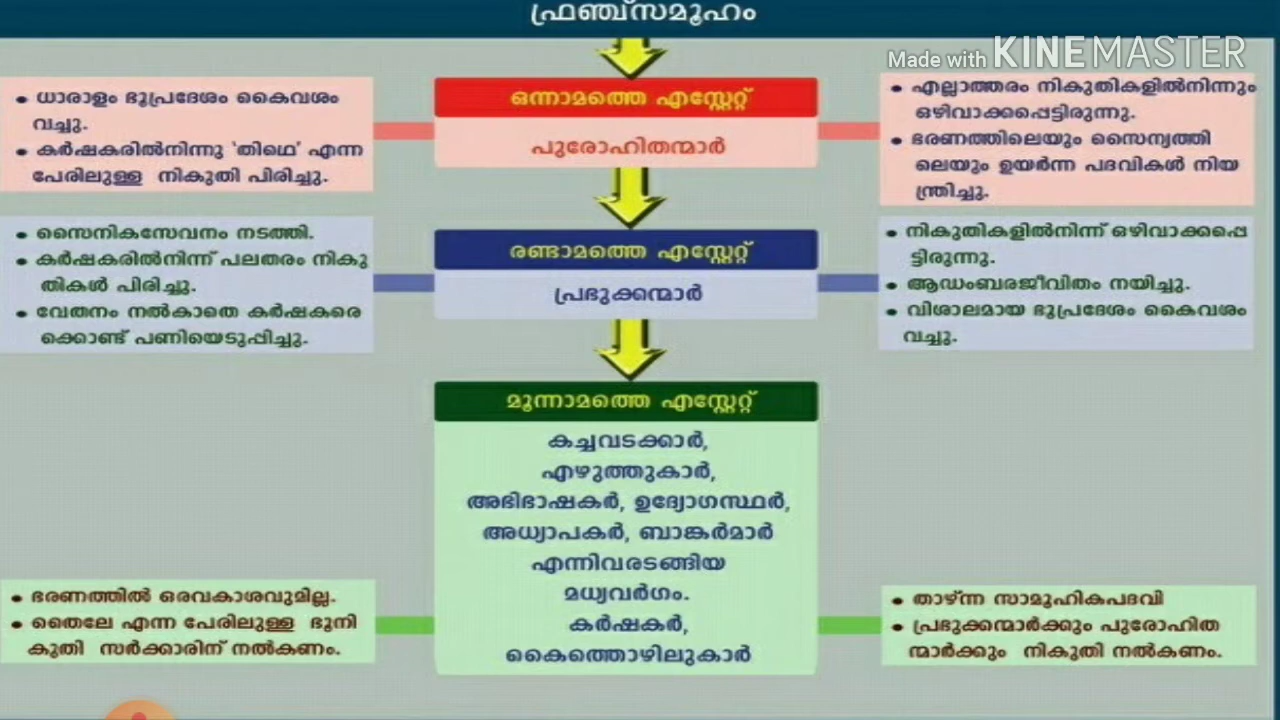 ഫ്രഞ്ച്സമൂഹം
Made with KINEMASTER
ഒന്നാമത്തെ എസ്റ്റേറ്റ്
പുരോഹിതന്മാർ
• ധാരാളം ഭൂപ്രദേശം കൈവശം
വച്ചു.
• കർഷകരിൽനിന്നു 'തിഥെ' എന്ന
പേരിലുള്ള നികുതി പിരിച്ചു.
• എല്ലാത്തരം നികുതികളിൽനിന്നും
ഒഴിവാക്കപ്പെട്ടിരുന്നു.
• ഭരണത്തിലെയും സൈന്യത്തി
ലെയും ഉയർന്ന പദവികൾ നിയ
ന്ത്രിച്ചു.
രണ്ടാമത്തെ എസ്റ്റേറ്റ്
പ്രഭുക്കന്മാർ
• സൈനികസേവനം നടത്തി.
• കർഷകരിൽനിന്ന് പലതരം നികു
തികൾ പിരിച്ചു.
• വേതനം നൽകാതെ കർഷകരെ
ക്കൊണ്ട് പണിയെടുപ്പിച്ചു.
• നികുതികളിൽനിന്ന് ഒഴിവാക്കപ്പെ
ട്ടിരുന്നു.
• ആഡംബരജീവിതം നയിച്ചു.
• വിശാലമായ ഭൂപ്രദേശം കൈവശം
വച്ചു.
മൂന്നാമത്തെ എസ്റ്റേറ്റ്
കച്ചവടക്കാർ,
എഴുത്തുകാർ,
അഭിഭാഷകർ, ഉദ്യോഗസ്ഥർ,
അധ്യാപകർ, ബാങ്കർമാർ
എന്നിവരടങ്ങിയ
മധ്യവർഗം.
കർഷകർ,
കൈത്തൊഴിലുകാർ
• ഭരണത്തിൽ ഒരവകാശവുമില്ല.
• തൈലേ എന്ന പേരിലുള്ള ഭൂനി
കുതി സർക്കാരിന് നൽകണം.
• താഴ്ന്ന സാമൂഹികപദവി
• പ്രഭുക്കന്മാർക്കും പുരോഹിത
ന്മാർക്കും നികുതി നൽകണം.